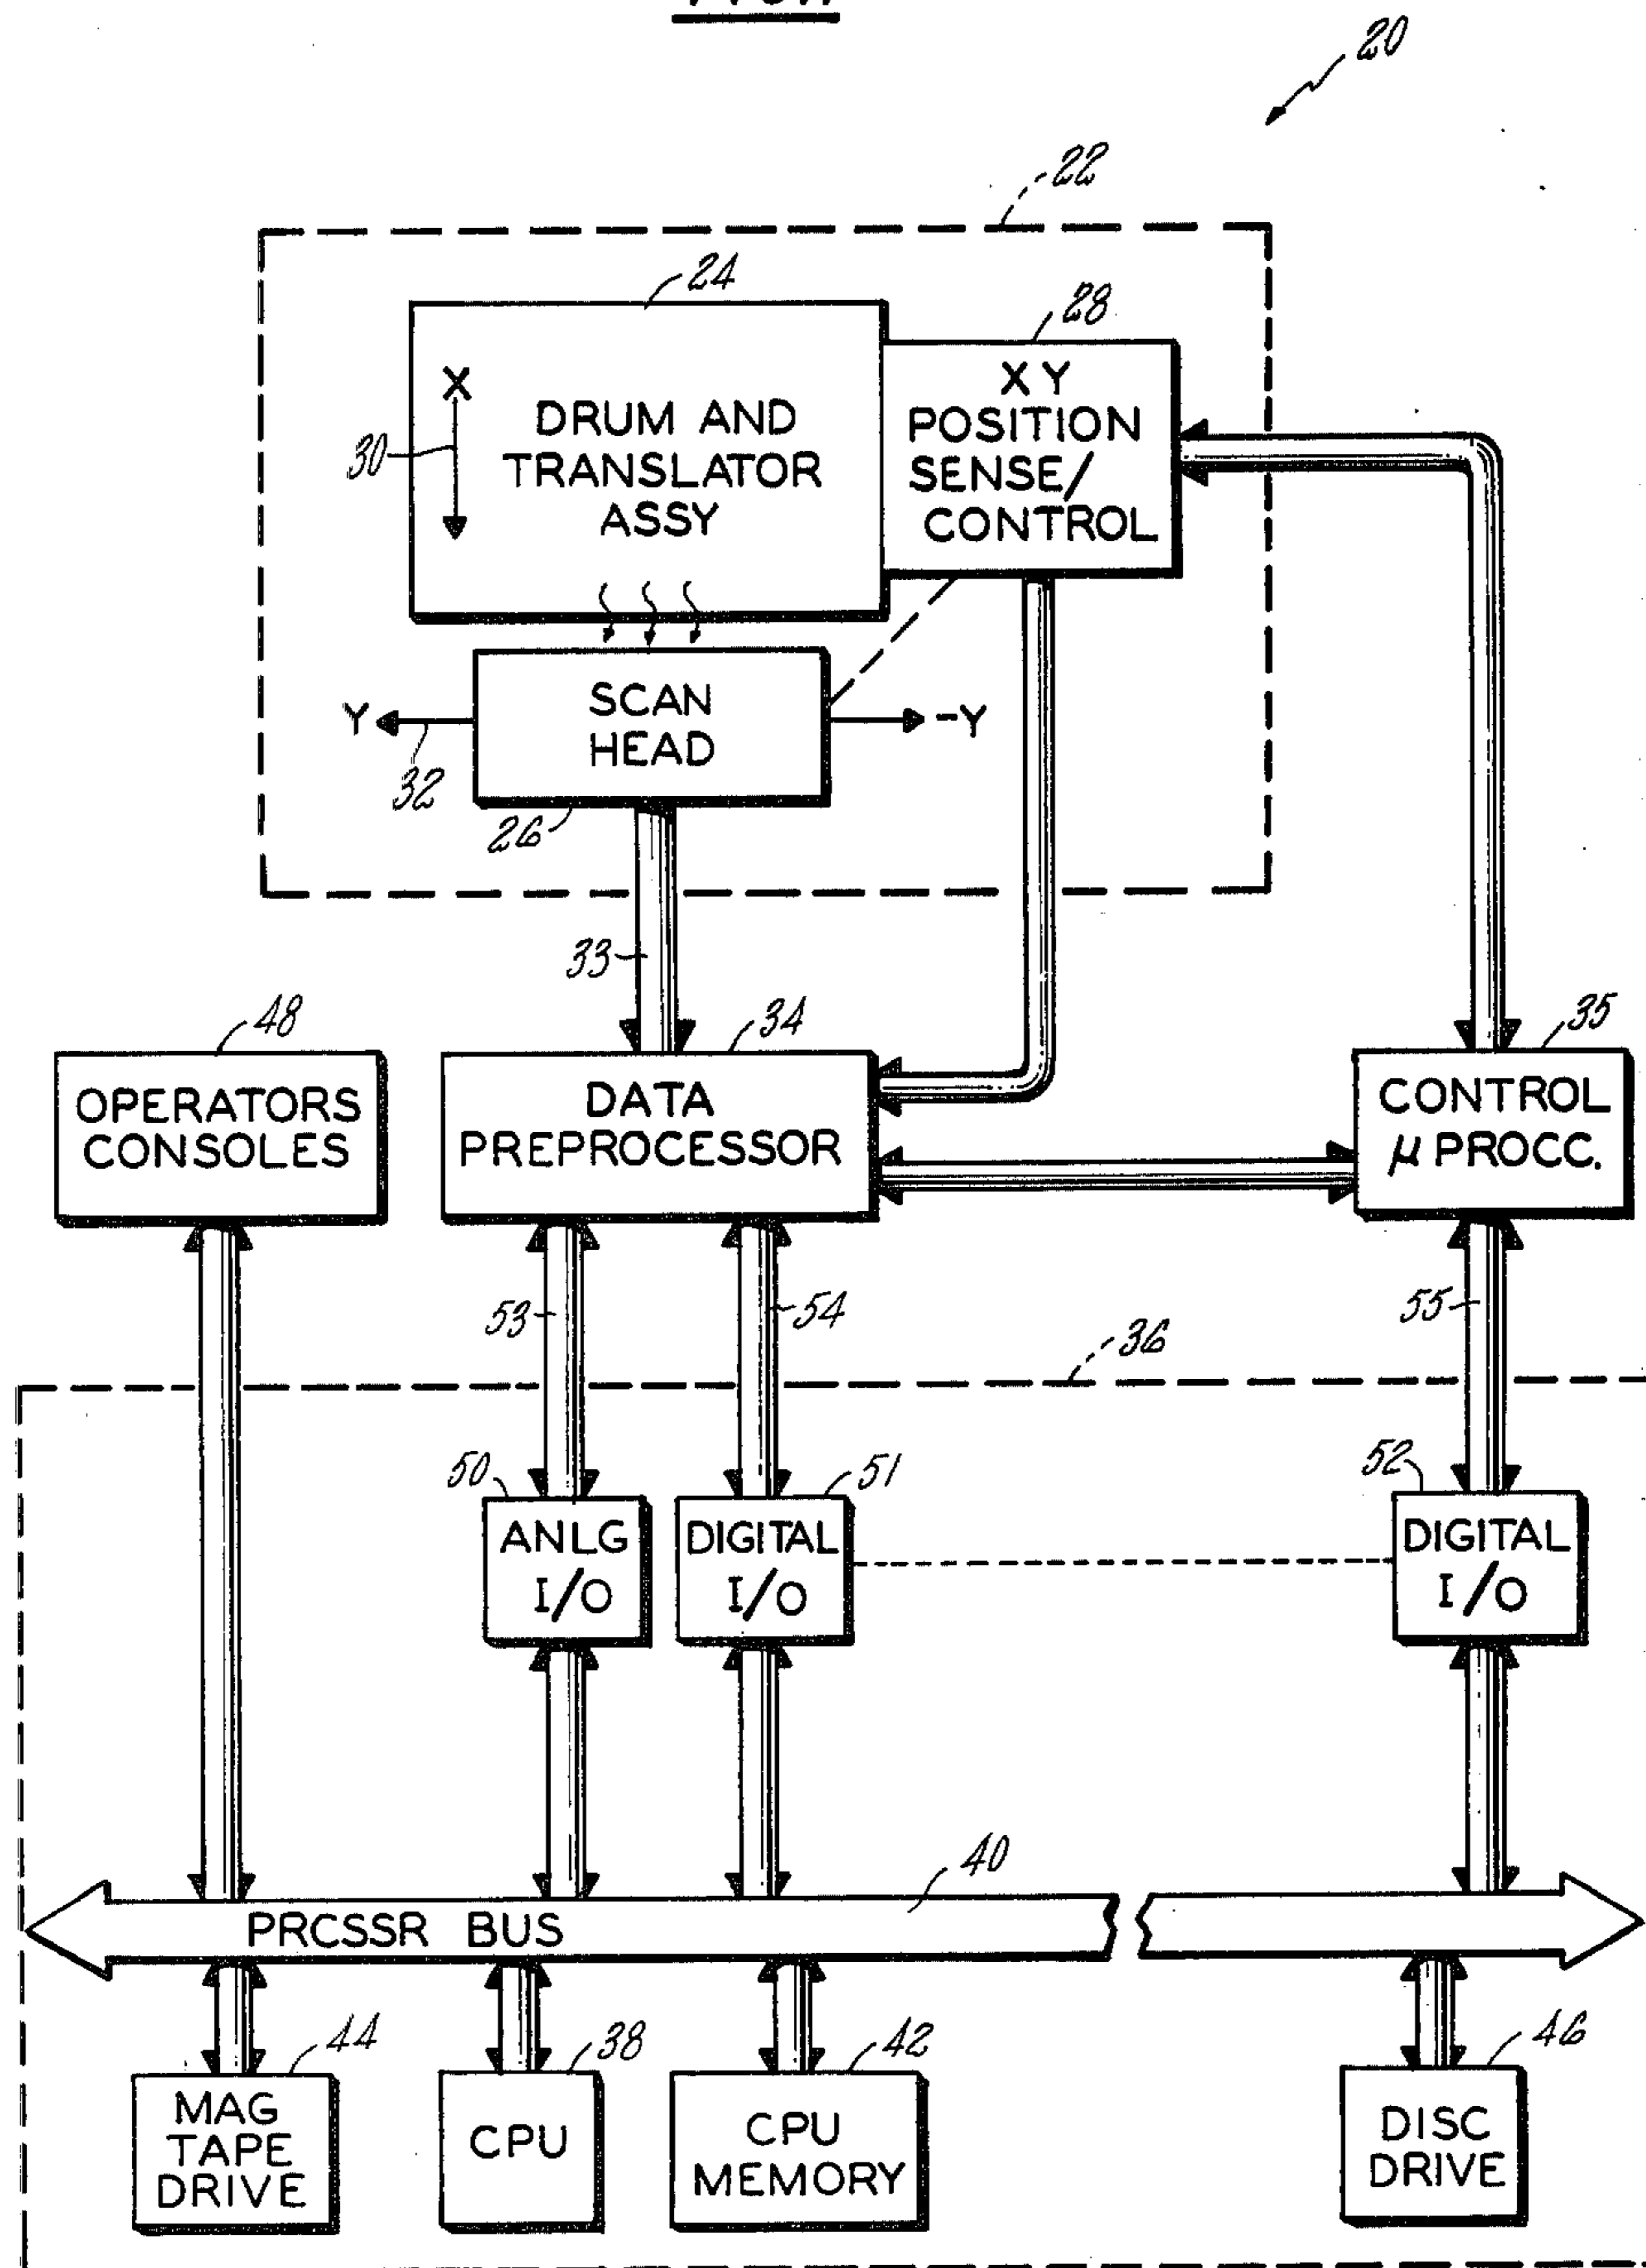 20
22
24
28
X
30
DRUM AND
TRANSLATOR
ASSY
X Y
POSITION
SENSE/
CONTROL
SCAN
HEAD
Y
-Y
32
26
33
48
34
35
OPERATORS
CONSOLES
DATA
PREPROCESSOR
CONTROL
μ PROCC.
53
54
55
36
50
51
52
ANLG
I/O
DIGITAL
I/O
DIGITAL
I/O
40
PRCSSR BUS
44
38
42
46
MAG
TAPE
DRIVE
CPU
CPU
MEMORY
DISC
DRIVE